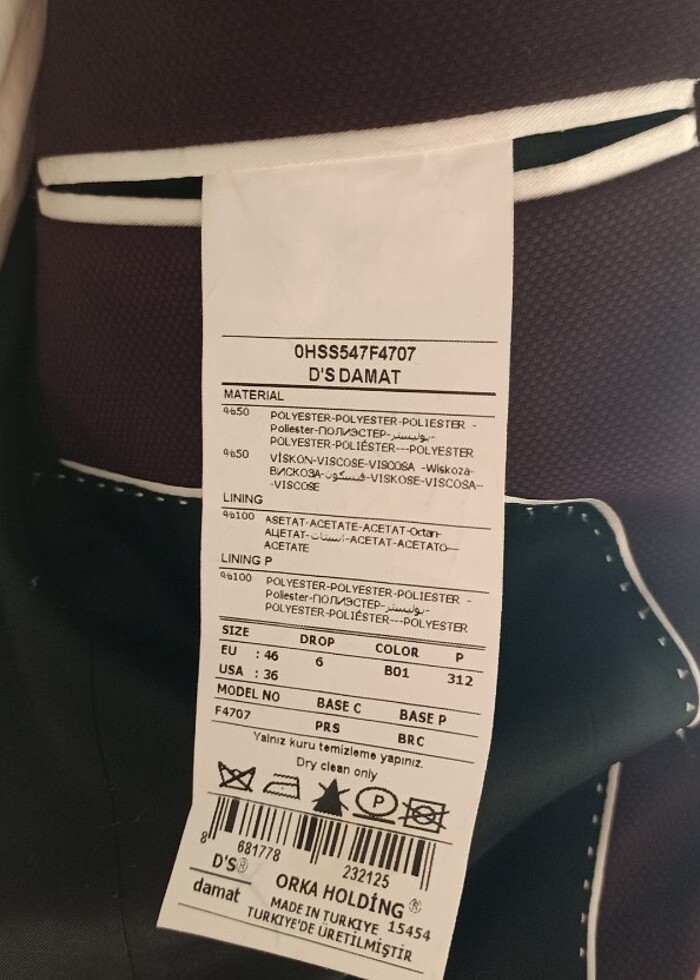 0HSS547F4707
D'S DAMAT
MATERIAL
%50 POLYESTER-POLYESTER-POLIESTER -
Poliester-ПОЛИЭСТЕР-بوليستر-
POLYESTER-POLIÉSTER---POLYESTER
%50 VİSKON-VISCOSE-VISCOSA -Wiskoza-
ВИСКОЗА-فيسكون-VISKOSE-VISCOSA--
-VISCOSE
LINING
%100 ASETAT-ACETATE-ACETAT-Octan-
АЦЕТАТ-اسيتات-ACETAT-ACETATO---
ACETATE
LINING P
%100 POLYESTER-POLYESTER-POLIESTER -
Poliester-ПОЛИЭСТЕР-بوليستر-
POLYESTER-POLIÉSTER---POLYESTER
SIZE DROP COLOR P
EU : 46 6 B01 312
USA : 36
MODEL NO BASE C BASE P
F4707 PRS BRC
Yalnız kuru temizleme yapınız.
Dry clean only
P
8 681778 232125
D'S®
damat
ORKA HOLDİNG®
MADE IN TURKIYE 15454
TURKIYE'DE ÜRETİLMİŞTİR